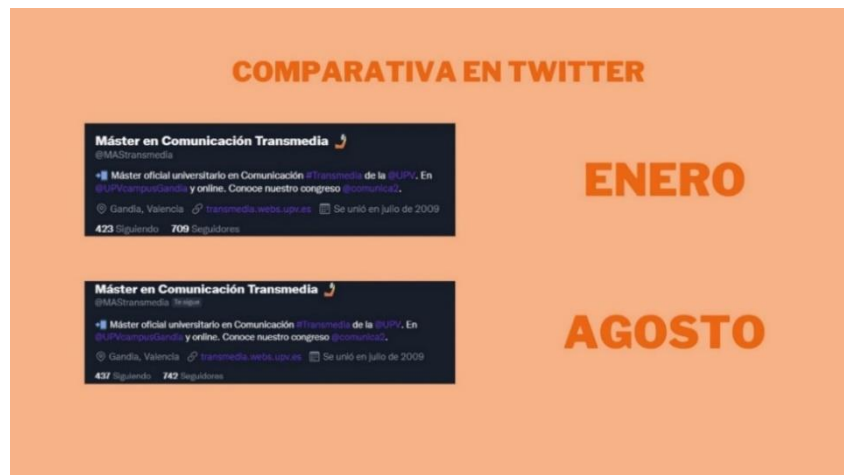 COMPARATIVA EN TWITTER
Máster en Comunicación Transmedia
@MAStransmedia
Máster oficial universitario en Comunicación #Transmedia de la @UPV. En
@UPVcampusGandia y online. Conoce nuestro congreso @comunica2.
Gandia, Valencia transmedia.webs.upv.es Se unió en julio de 2009
423 Siguiendo 709 Seguidores
ENERO
Máster en Comunicación Transmedia
@MAStransmedia Te sigue
Máster oficial universitario en Comunicación #Transmedia de la @UPV. En
@UPVcampusGandia y online. Conoce nuestro congreso @comunica2.
Gandia, Valencia transmedia.webs.upv.es Se unió en julio de 2009
437 Siguiendo 742 Seguidores
AGOSTO